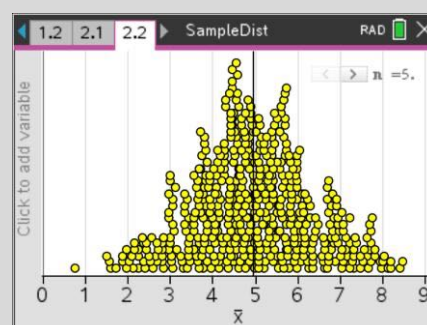 1.2 2.1 2.2 SampleDist RAD
n =5.
Click to add variable
0 1 2 3 4 5 6 7 8 9
x̄